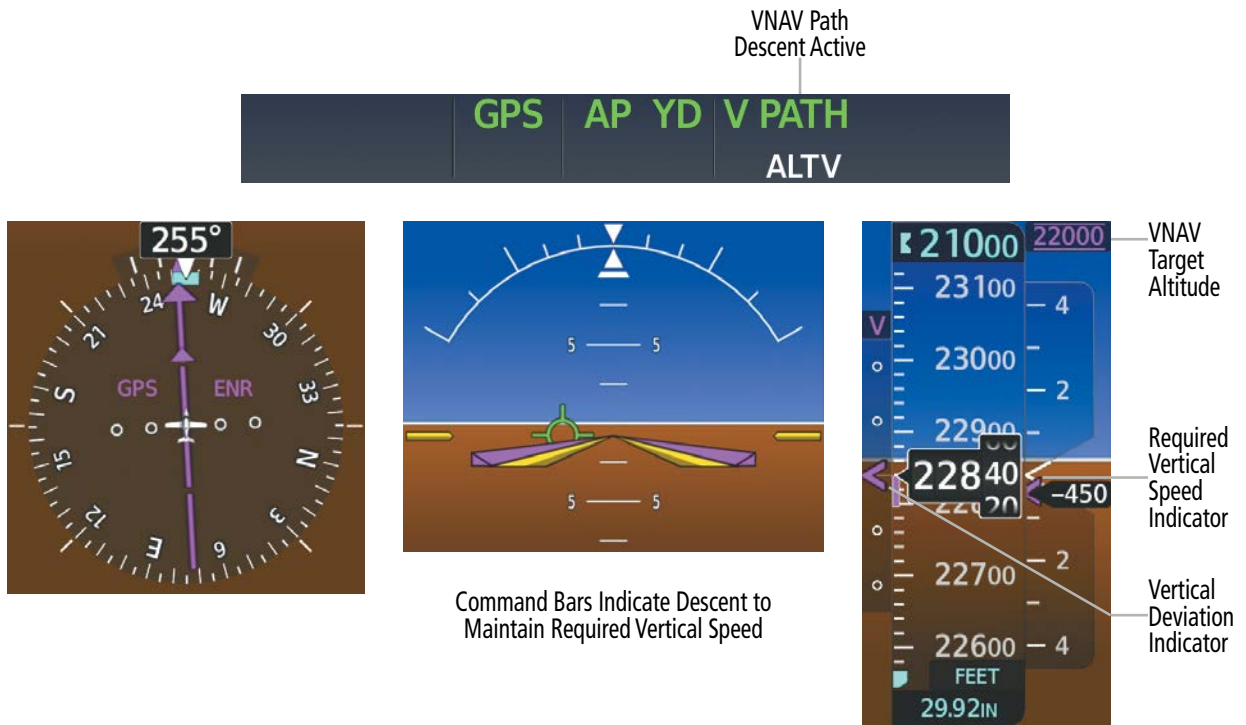 VNAV Path
Descent Active
GPS AP YD V PATH
ALTV
255°
24 W 30 33 N 3 6 E 12 15 S 21
GPS ENR
5 5
5 5
Command Bars Indicate Descent to
Maintain Required Vertical Speed
21000 22000
23100
4
V
23000
2
22900
22840
20
-450
2
22700
22600 4
FEET
29.92IN
VNAV
Target
Altitude
Required
Vertical
Speed
Indicator
Vertical
Deviation
Indicator